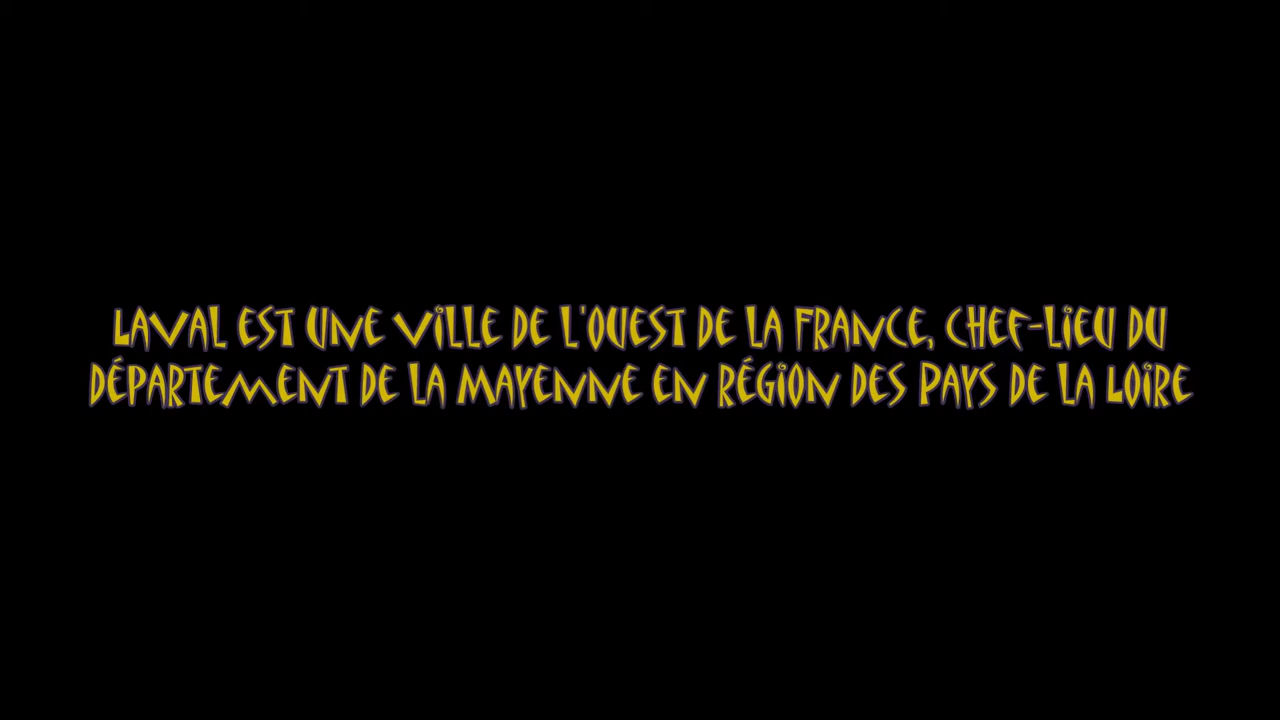 LAVAL EST UNE VILLE DE L'OUEST DE LA FRANCE, CHEF-LIEU DU
DÉPARTEMENT DE LA MAYENNE EN RÉGION DES PAYS DE LA LOIRE